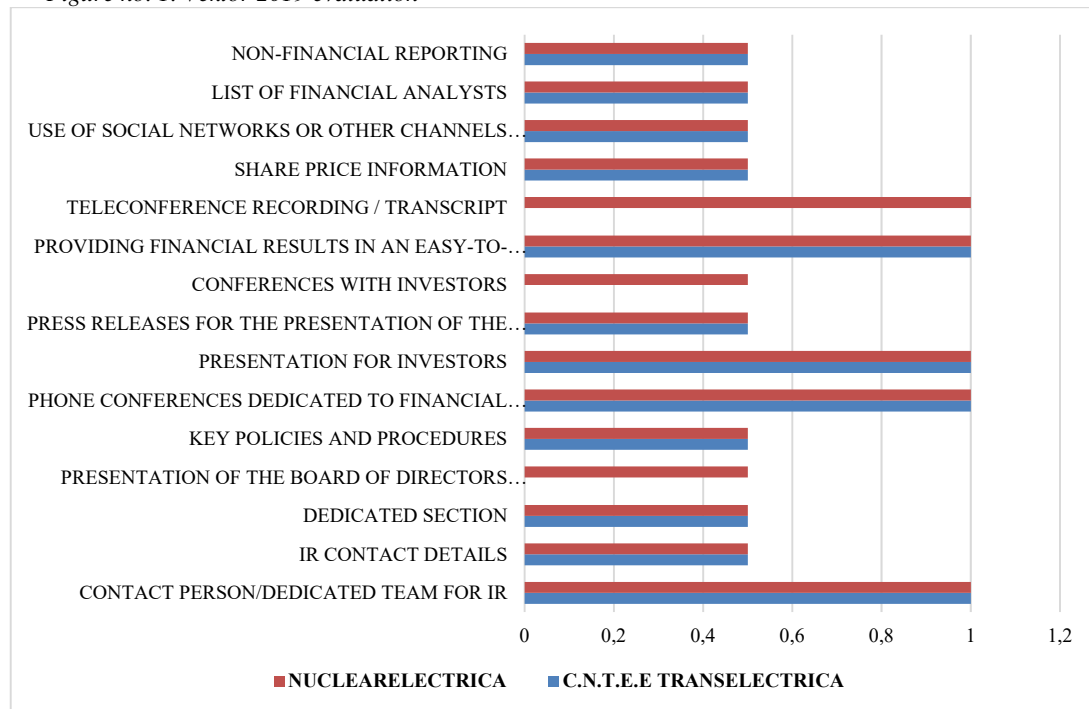 NON-FINANCIAL REPORTING
LIST OF FINANCIAL ANALYSTS
USE OF SOCIAL NETWORKS OR OTHER CHANNELS…
SHARE PRICE INFORMATION
TELECONFERENCE RECORDING / TRANSCRIPT
PROVIDING FINANCIAL RESULTS IN AN EASY-TO-…
CONFERENCES WITH INVESTORS
PRESS RELEASES FOR THE PRESENTATION OF THE…
PRESENTATION FOR INVESTORS
PHONE CONFERENCES DEDICATED TO FINANCIAL…
KEY POLICIES AND PROCEDURES
PRESENTATION OF THE BOARD OF DIRECTORS…
DEDICATED SECTION
IR CONTACT DETAILS
CONTACT PERSON/DEDICATED TEAM FOR IR
0 0,2 0,4 0,6 0,8 1 1,2
NUCLEARELECTRICA C.N.T.E.E TRANSELECTRICA